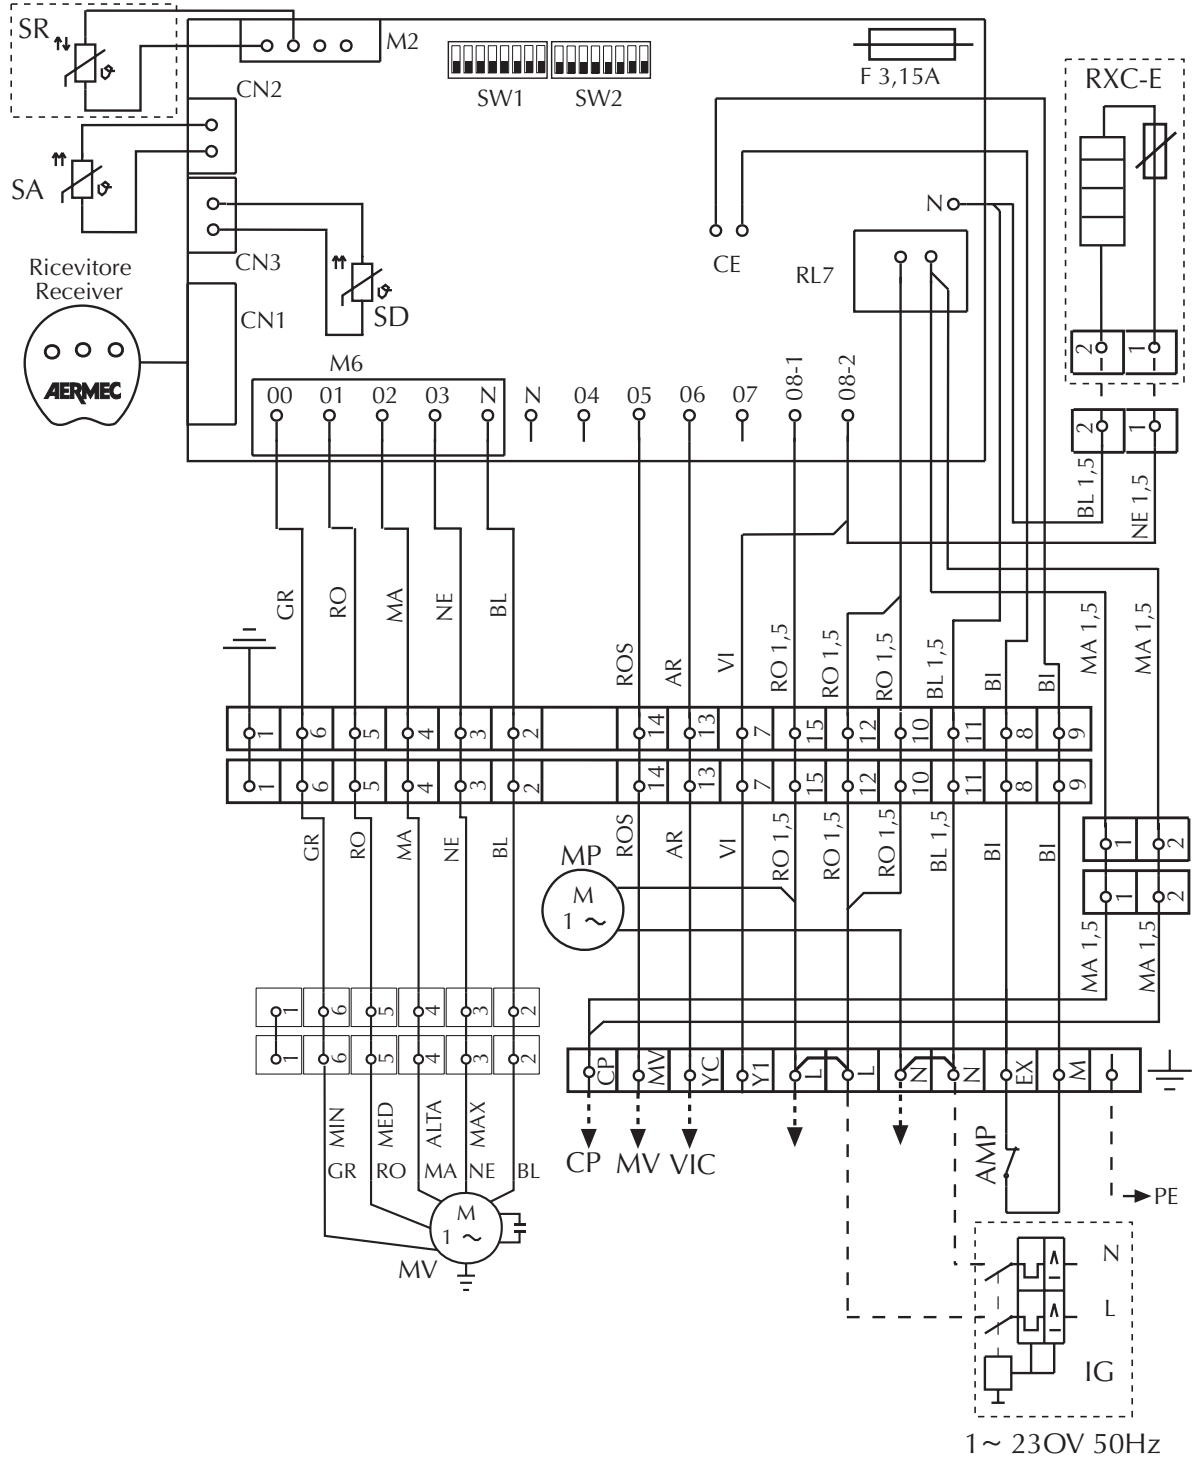 SR
M2
F 3,15A
SW1 SW2
RXC-E
CN2
SA
N
CE
RL7
CN3
Ricevitore
Receiver
SD
CN1
AERMEC
M6
00 01 02 03 N N 04 05 06 07 08-1 08-2
2 1
2 1
BL 1,5 NE 1,5
GR RO MA NE BL ROS AR VI RO 1,5 RO 1,5 RO 1,5 BL 1,5 BI BI MA 1,5 MA 1,5
1 6 5 4 3 2 14 13 7 15 12 10 11 8 9
1 6 5 4 3 2 14 13 7 15 12 10 11 8 9
GR RO MA NE BL ROS AR VI RO 1,5 RO 1,5 RO 1,5 BL 1,5 BI BI
1 2
1 2
MP
M
1 ~
MA 1,5 MA 1,5
1 6 5 4 3 2
1 6 5 4 3 2
CP MV YC Y1 L L N N EX M
MIN MED ALTA MAX
GR RO MA NE BL
CP MV VIC
AMP
PE
M
1 ~
MV
N
L
IG
1 ~ 230V 50Hz